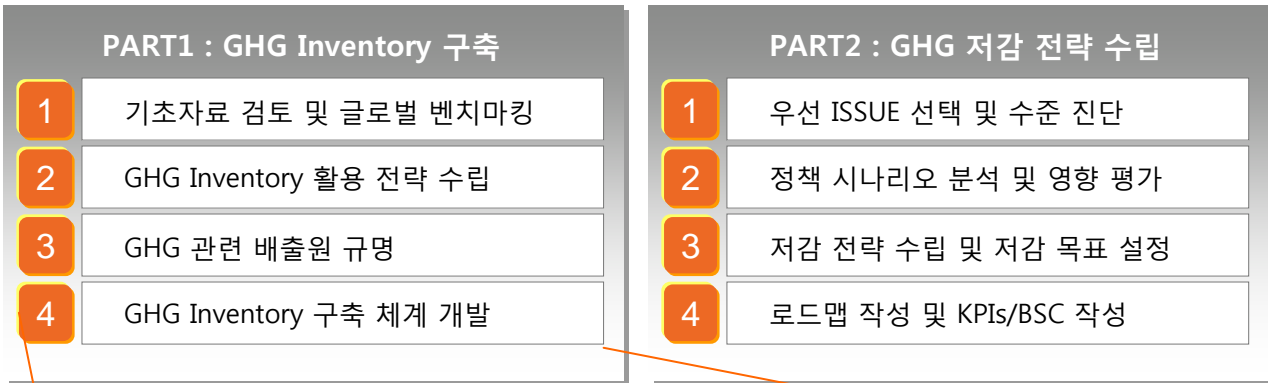 PART1 : GHG Inventory 구축
1 기초자료 검토 및 글로벌 벤치마킹
2 GHG Inventory 활용 전략 수립
3 GHG 관련 배출원 규명
4 GHG Inventory 구축 체계 개발
PART2 : GHG 저감 전략 수립
1 우선 ISSUE 선택 및 수준 진단
2 정책 시나리오 분석 및 영향 평가
3 저감 전략 수립 및 저감 목표 설정
4 로드맵 작성 및 KPIs/BSC 작성